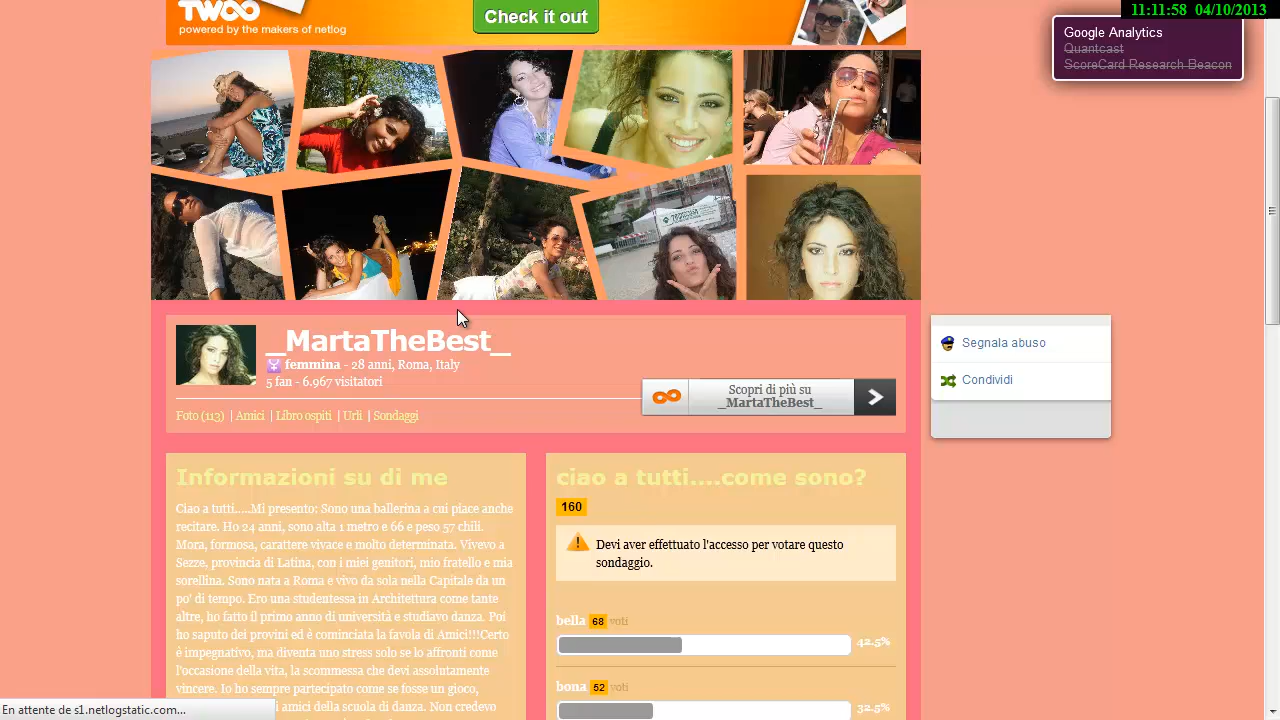 TWOO
powered by the makers of netlog
Check it out
11:11:58 04/10/2013
Google Analytics
Quantcast
ScoreCard Research Beacon
_MartaTheBest_
femmina - 28 anni, Roma, Italy
5 fan - 6.967 visitatori
Foto (113) | Amici | Libro ospiti | Urli | Sondaggi
Scopri di più su
_MartaTheBest_
Segnala abuso
Condividi
Informazioni su di me
Ciao a tutti.....Mi presento: Sono una ballerina a cui piace anche
recitare. Ho 24 anni, sono alta 1 metro e 66 e peso 57 chili.
Mora, formosa, carattere vivace e molto determinata. Vivevo a
Sezze, provincia di Latina, con i miei genitori, mio fratello e mia
sorellina. Sono nata a Roma e vivo da sola nella Capitale da un
po' di tempo. Ero una studentessa in Architettura come tante
altre, ho fatto il primo anno di università e studiavo danza. Poi
ho saputo dei provini ed è cominciata la favola di Amici!!!Certo
è impegnativo, ma diventa uno stress solo se lo affronti come
l'occasione della vita, la scommessa che devi assolutamente
vincere. Io ho sempre partecipato come se fosse un gioco,
i amici della scuola di danza. Non credevo
ciao a tutti....come sono?
160
Devi aver effettuato l'accesso per votare questo
sondaggio.
bella 68 voti
42.5%
bona 52 voti
32.5%
En attente de s1.netlogstatic.com...